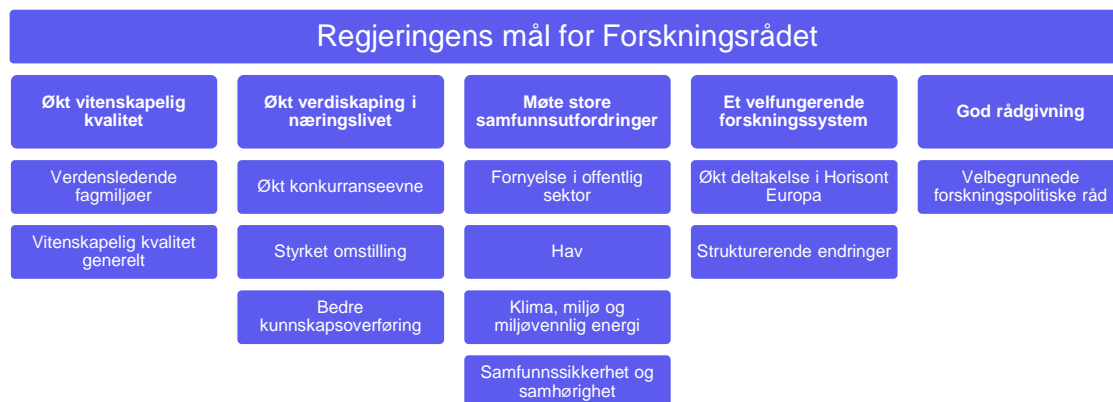 Regjeringens mål for Forskningsrådet
Økt vitenskapelig
kvalitet
Verdensledende
fagmiljøer
Vitenskapelig kvalitet
generelt
Økt verdiskaping i
næringslivet
Økt konkurranseevne
Styrket omstilling
Bedre
kunnskapsoverføring
Møte store
samfunnsutfordringer
Fornyelse i offentlig
sektor
Hav
Klima, miljø og
miljøvennlig energi
Samfunnssikkerhet og
samhørighet
Et velfungerende
forskningssystem
Økt deltakelse i Horisont
Europa
Strukturerende endringer
God rådgivning
Velbegrunnede
forskningspolitiske råd